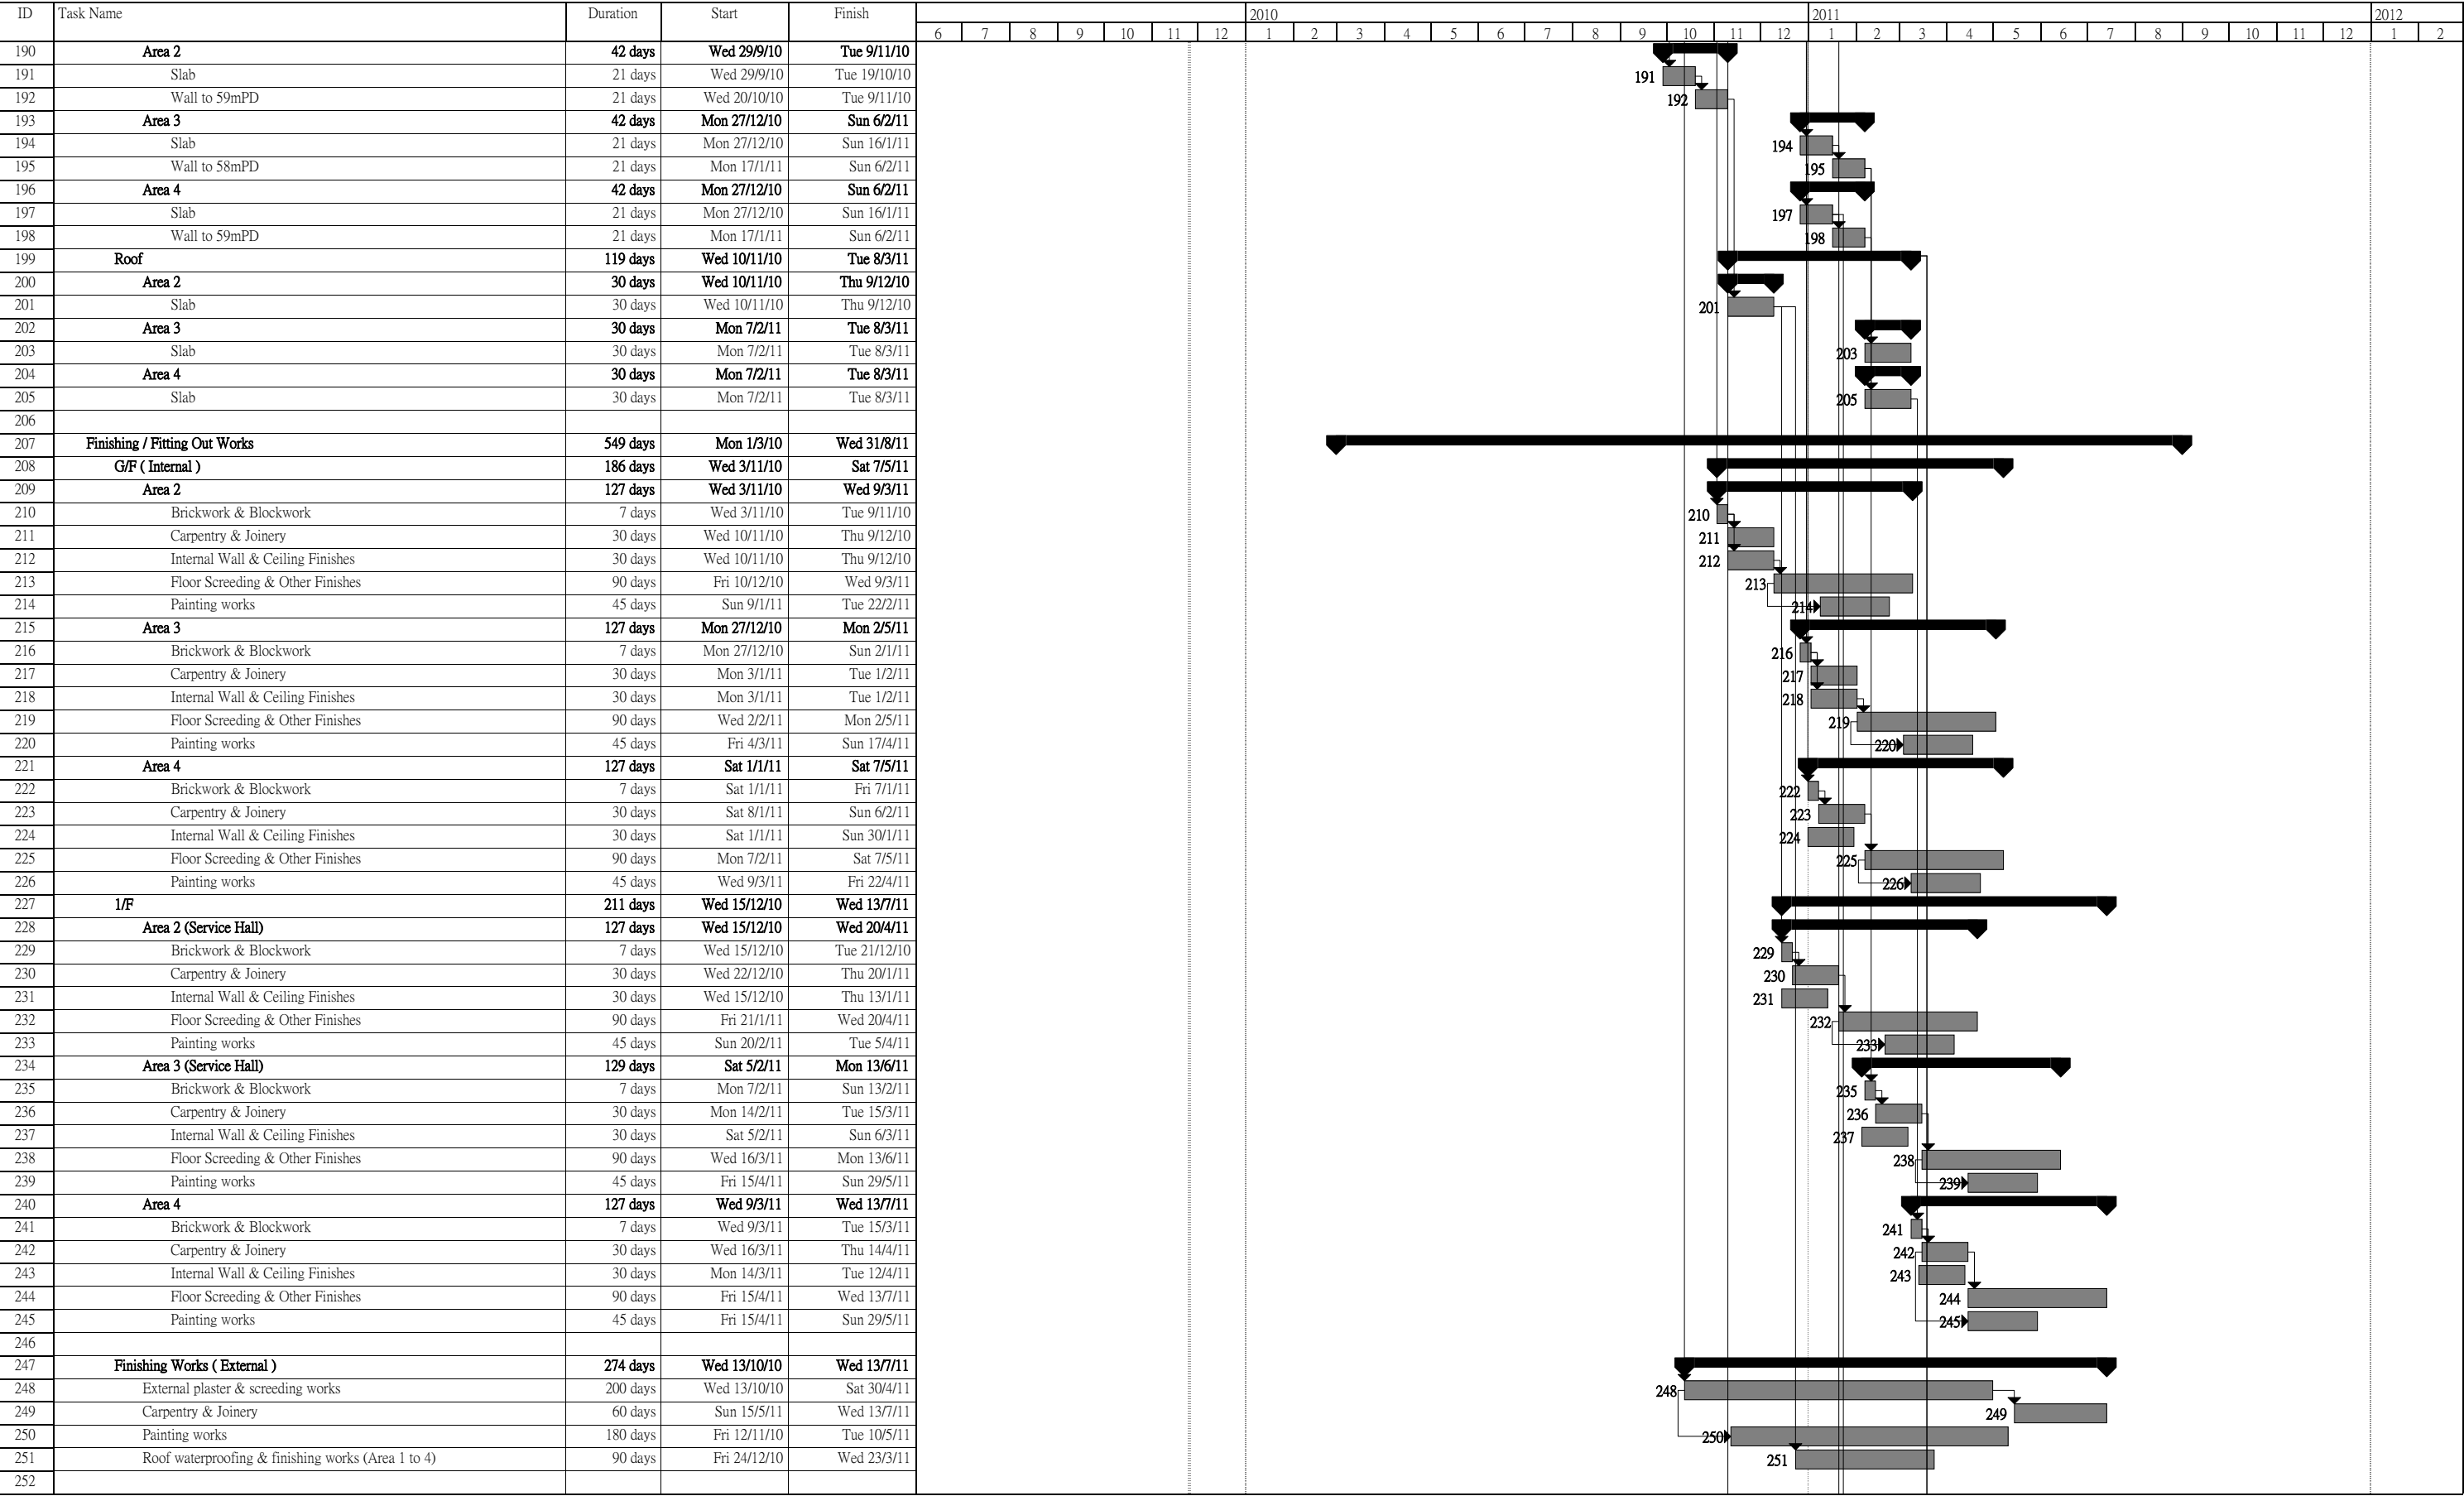 ID Task Name Duration Start Finish 2010 2011 2012
6 7 8 9 10 11 12 1 2 3 4 5 6 7 8 9 10 11 12 1 2 3 4 5 6 7 8 9 10 11 12 1 2
190 Area 2 42 days Wed 29/9/10 Tue 9/11/10
191 Slab 21 days Wed 29/9/10 Tue 19/10/10 191
192 Wall to 59mPD 21 days Wed 20/10/10 Tue 9/11/10 192
193 Area 3 42 days Mon 27/12/10 Sun 6/2/11
194 Slab 21 days Mon 27/12/10 Sun 16/1/11 194
195 Wall to 58mPD 21 days Mon 17/1/11 Sun 6/2/11 195
196 Area 4 42 days Mon 27/12/10 Sun 6/2/11
197 Slab 21 days Mon 27/12/10 Sun 16/1/11 197
198 Wall to 59mPD 21 days Mon 17/1/11 Sun 6/2/11 198
199 Roof 119 days Wed 10/11/10 Tue 8/3/11
200 Area 2 30 days Wed 10/11/10 Thu 9/12/10
201 Slab 30 days Wed 10/11/10 Thu 9/12/10 201
202 Area 3 30 days Mon 7/2/11 Tue 8/3/11
203 Slab 30 days Mon 7/2/11 Tue 8/3/11 203
204 Area 4 30 days Mon 7/2/11 Tue 8/3/11
205 Slab 30 days Mon 7/2/11 Tue 8/3/11 205
206
207 Finishing / Fitting Out Works 549 days Mon 1/3/10 Wed 31/8/11
208 G/F ( Internal ) 186 days Wed 3/11/10 Sat 7/5/11
209 Area 2 127 days Wed 3/11/10 Wed 9/3/11
210 Brickwork & Blockwork 7 days Wed 3/11/10 Tue 9/11/10 210
211 Carpentry & Joinery 30 days Wed 10/11/10 Thu 9/12/10 211
212 Internal Wall & Ceiling Finishes 30 days Wed 10/11/10 Thu 9/12/10 212
213 Floor Screeding & Other Finishes 90 days Fri 10/12/10 Wed 9/3/11 213
214 Painting works 45 days Sun 9/1/11 Tue 22/2/11 214
215 Area 3 127 days Mon 27/12/10 Mon 2/5/11
216 Brickwork & Blockwork 7 days Mon 27/12/10 Sun 2/1/11 216
217 Carpentry & Joinery 30 days Mon 3/1/11 Tue 1/2/11 217
218 Internal Wall & Ceiling Finishes 30 days Mon 3/1/11 Tue 1/2/11 218
219 Floor Screeding & Other Finishes 90 days Wed 2/2/11 Mon 2/5/11 219
220 Painting works 45 days Fri 4/3/11 Sun 17/4/11 220
221 Area 4 127 days Sat 1/1/11 Sat 7/5/11
222 Brickwork & Blockwork 7 days Sat 1/1/11 Fri 7/1/11 222
223 Carpentry & Joinery 30 days Sat 8/1/11 Sun 6/2/11 223
224 Internal Wall & Ceiling Finishes 30 days Sat 1/1/11 Sun 30/1/11 224
225 Floor Screeding & Other Finishes 90 days Mon 7/2/11 Sat 7/5/11 225
226 Painting works 45 days Wed 9/3/11 Fri 22/4/11 226
227 1/F 211 days Wed 15/12/10 Wed 13/7/11
228 Area 2 (Service Hall) 127 days Wed 15/12/10 Wed 20/4/11
229 Brickwork & Blockwork 7 days Wed 15/12/10 Tue 21/12/10 229
230 Carpentry & Joinery 30 days Wed 22/12/10 Thu 20/1/11 230
231 Internal Wall & Ceiling Finishes 30 days Wed 15/12/10 Thu 13/1/11 231
232 Floor Screeding & Other Finishes 90 days Fri 21/1/11 Wed 20/4/11 232
233 Painting works 45 days Sun 20/2/11 Tue 5/4/11 233
234 Area 3 (Service Hall) 129 days Sat 5/2/11 Mon 13/6/11
235 Brickwork & Blockwork 7 days Mon 7/2/11 Sun 13/2/11 235
236 Carpentry & Joinery 30 days Mon 14/2/11 Tue 15/3/11 236
237 Internal Wall & Ceiling Finishes 30 days Sat 5/2/11 Sun 6/3/11 237
238 Floor Screeding & Other Finishes 90 days Wed 16/3/11 Mon 13/6/11 238
239 Painting works 45 days Fri 15/4/11 Sun 29/5/11 239
240 Area 4 127 days Wed 9/3/11 Wed 13/7/11
241 Brickwork & Blockwork 7 days Wed 9/3/11 Tue 15/3/11 241
242 Carpentry & Joinery 30 days Wed 16/3/11 Thu 14/4/11 242
243 Internal Wall & Ceiling Finishes 30 days Mon 14/3/11 Tue 12/4/11 243
244 Floor Screeding & Other Finishes 90 days Fri 15/4/11 Wed 13/7/11 244
245 Painting works 45 days Fri 15/4/11 Sun 29/5/11 245
246
247 Finishing Works ( External ) 274 days Wed 13/10/10 Wed 13/7/11
248 External plaster & screeding works 200 days Wed 13/10/10 Sat 30/4/11 248
249 Carpentry & Joinery 60 days Sun 15/5/11 Wed 13/7/11 249
250 Painting works 180 days Fri 12/11/10 Tue 10/5/11 250
251 Roof waterproofing & finishing works (Area 1 to 4) 90 days Fri 24/12/10 Wed 23/3/11 251
252